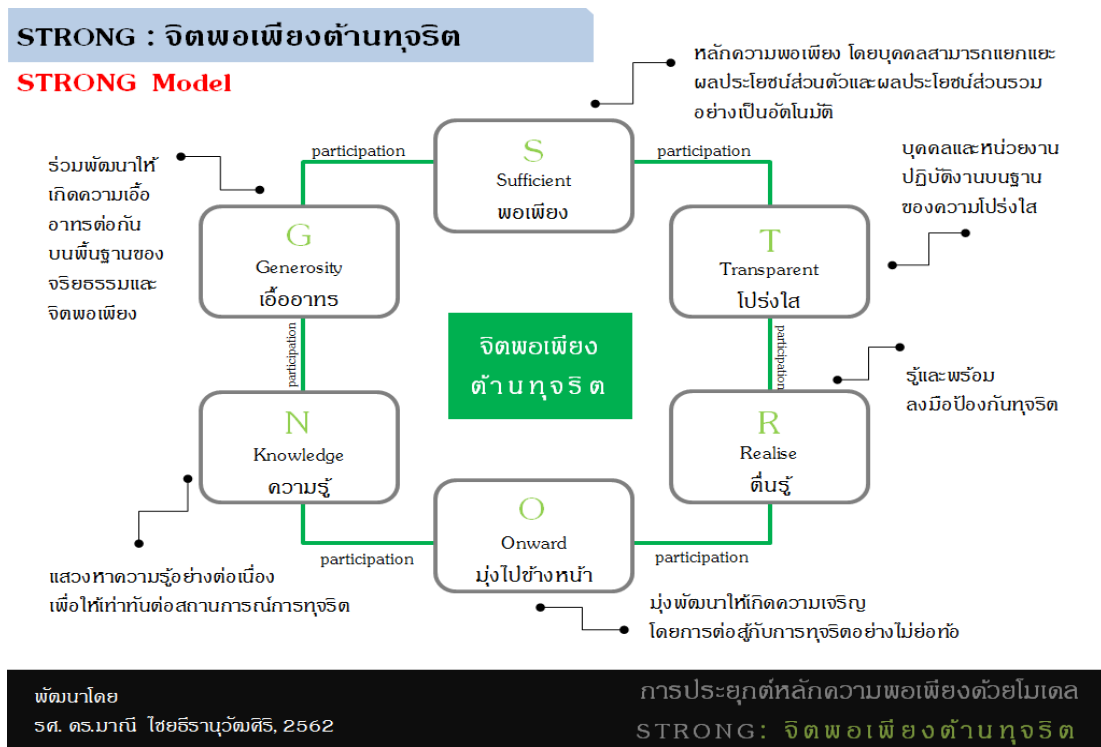 STRONG : จิตพอเพียงต้านทุจริต
STRONG Model
หลักความพอเพียง โดยบุคคลสามารถแยกแยะ
ผลประโยชน์ส่วนตัวและผลประโยชน์ส่วนรวม
อย่างเป็นอัตโนมัติ
participation
S
Sufficient
พอเพียง
participation
บุคคลและหน่วยงาน
ปฏิบัติงานบนฐาน
ของความโปร่งใส
ร่วมพัฒนาให้
เกิดความเอื้อ
อาทรต่อกัน
บนพื้นฐานของ
จริยธรรมและ
จิตพอเพียง
G
Generosity
เอื้ออาทร
T
Transparent
โปร่งใส
participation
จิตพอเพียง
ต้านทุจริต
participation
รู้และพร้อม
ลงมือป้องกันทุจริต
N
Knowledge
ความรู้
R
Realise
ตื่นรู้
participation
O
Onward
มุ่งไปข้างหน้า
participation
แสวงหาความรู้อย่างต่อเนื่อง
เพื่อให้เท่าทันต่อสถานการณ์การทุจริต
มุ่งพัฒนาให้เกิดความเจริญ
โดยการต่อสู้กับการทุจริตอย่างไม่ย่อท้อ
พัฒนาโดย
รศ. ดร.มาณี ไชยธีรานุวัฒศิริ, 2562
การประยุกต์หลักความพอเพียงด้วยโมเดล
STRONG: จิตพอเพียงต้านทุจริต